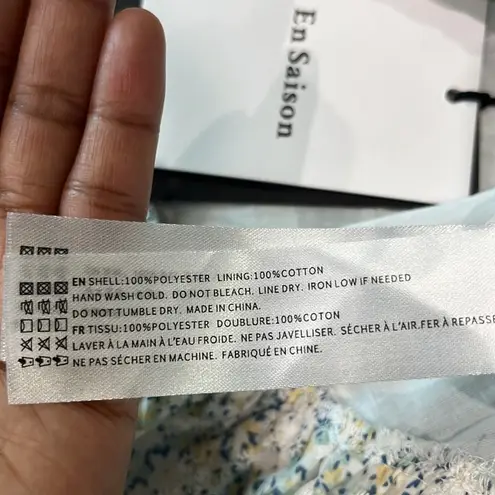 En Saison
EN SHELL:100%POLYESTER LINING:100%COTTON
HAND WASH COLD. DO NOT BLEACH. LINE DRY. IRON LOW IF NEEDED
DO NOT TUMBLE DRY. MADE IN CHINA.
FR TISSU:100%POLYESTER DOUBLURE:100%COTON
LAVER À LA MAIN À L'EAU FROIDE. NE PAS JAVELLISER. SÉCHER À L'AIR.FER À REPASSE
NE PAS SÉCHER EN MACHINE. FABRIQUÉ EN CHINE.